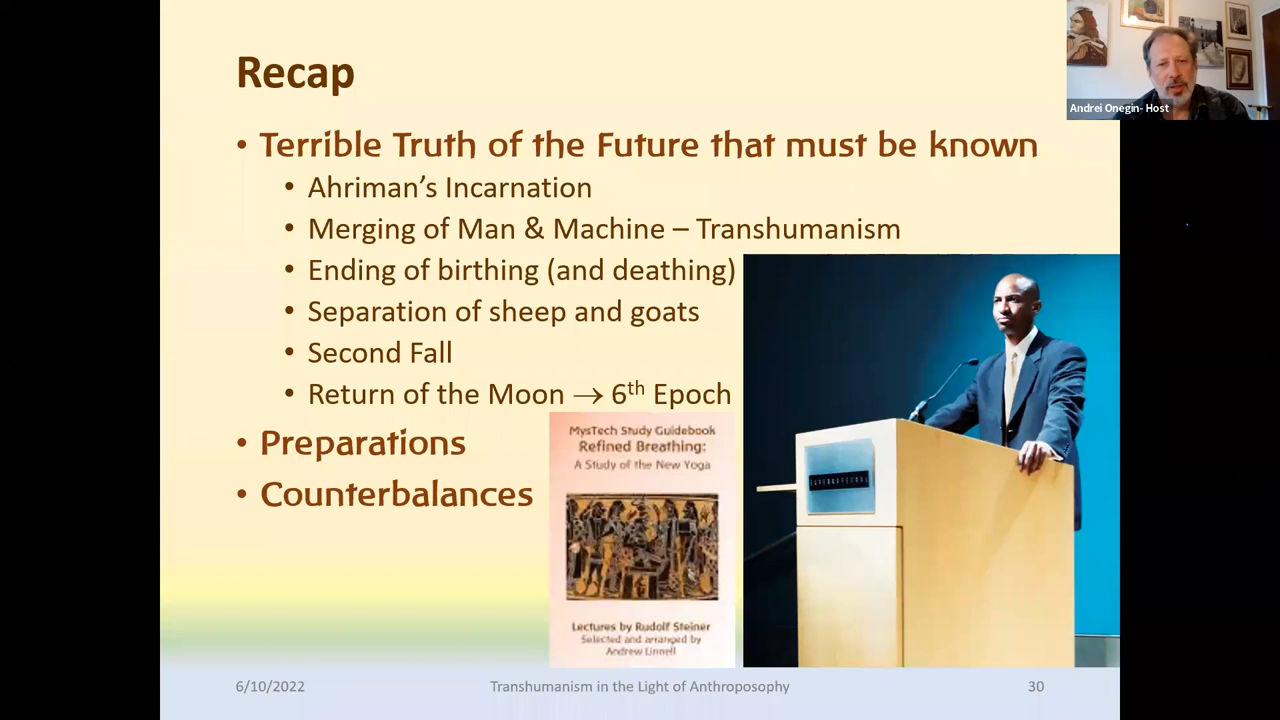 Recap
• Terrible Truth of the Future that must be known
• Ahriman's Incarnation
• Merging of Man & Machine – Transhumanism
• Ending of birthing (and deathing)
• Separation of sheep and goats
• Second Fall
• Return of the Moon → 6th Epoch
• Preparations
• Counterbalances
MysTech Study Guidebook
Refined Breathing:
A Study of the New Yoga
Lectures by Rudolf Steiner
Selected and arranged by
Andrew Linnell
6/10/2022
Transhumanism in the Light of Anthroposophy
30
Andrei Onegin- Host